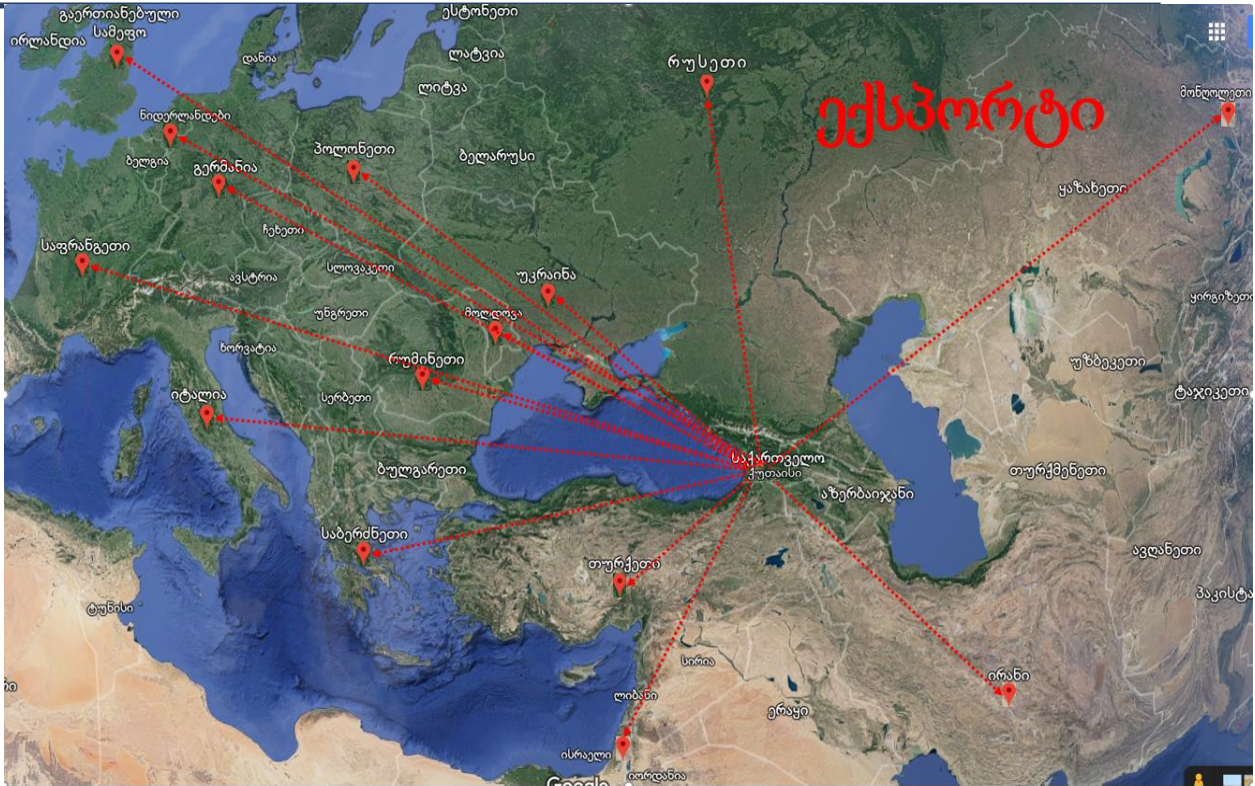 გაერთიანებული
სამეფო
ესტონეთი
ირლანდია
დანია
ლატვია
რუსეთი
ლიტვა
ექსპორტი
მონღოლეთი
ნიდერლანდები
პოლონეთი
ბელარუსი
ბელგია
გერმანია
ყაზახეთი
ჩეხეთი
საფრანგეთი
ავსტრია
სლოვაკეთი
უკრაინა
უნგრეთი
მოლდოვა
ყირგიზეთი
ხორვატია
რუმინეთი
უზბეკეთი
იტალია
სერბეთი
ტაჯიკეთი
საქართველო
ქუთაისი
ბულგარეთი
თურქმენეთი
აზერბაიჯანი
საბერძნეთი
ავღანეთი
თურქეთი
პაკისტა
ტუნისი
სირია
ირანი
ლიბანი
ერაყი
ისრაელი
იორდანია
Google